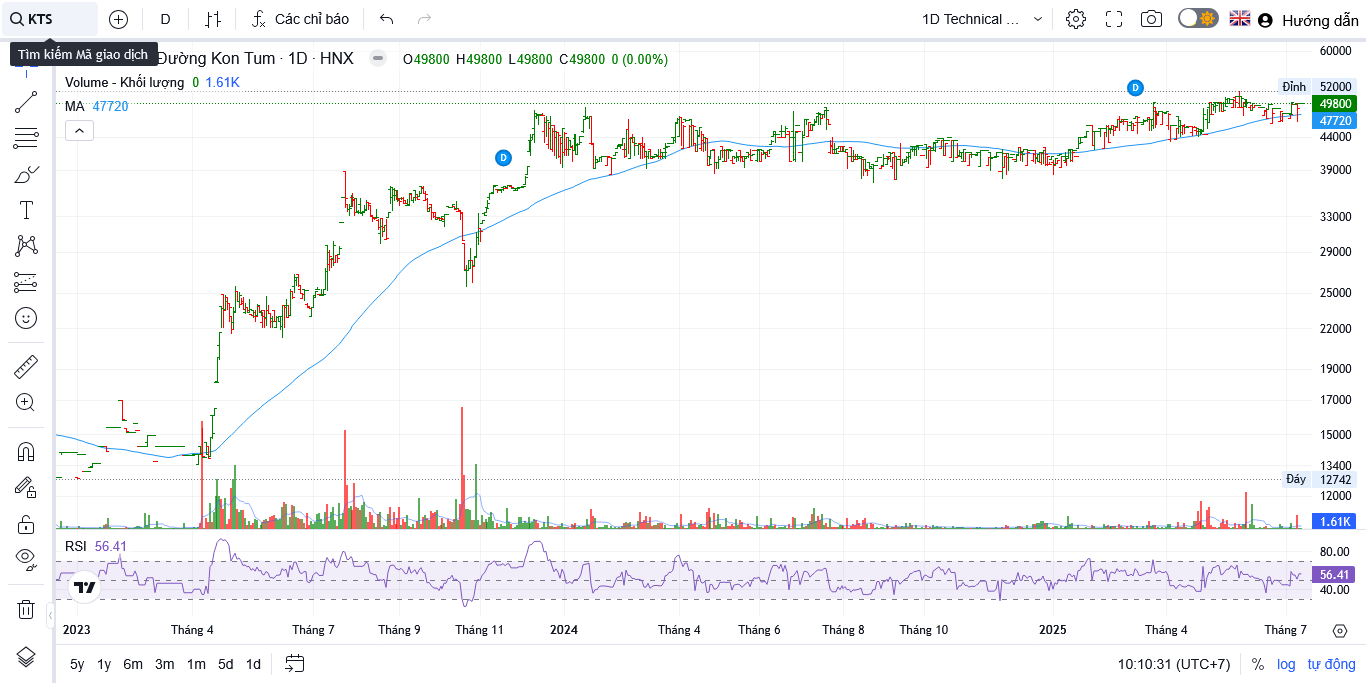 KTS D Các chỉ báo 1D Technical ... Hướng dẫn
Tìm kiếm Mã giao dịch
Đường Kon Tum · 1D · HNX O49800 H49800 L49800 C49800 0 (0.00%)
Volume - Khối lượng 0 1.61K
MA 47720
60000
Đỉnh 52000
49800
47720
44000
39000
33000
29000
25000
22000
19000
17000
15000
13400
Đáy 12742
12000
1.61K
D
D
RSI 56.41
80.00
56.41
40.00
2023 Tháng 4 Tháng 7 Tháng 9 Tháng 11 2024 Tháng 4 Tháng 6 Tháng 8 Tháng 10 2025 Tháng 4 Tháng 7
5y 1y 6m 3m 1m 5d 1d 10:10:31 (UTC+7) % log tự động